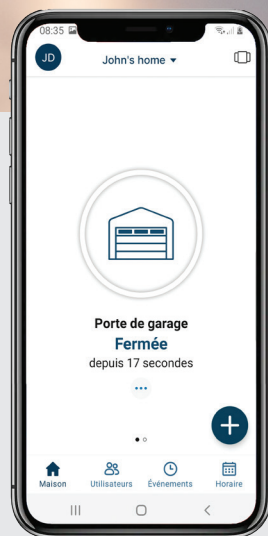 08:35
JD
John's home
Porte de garage
Fermée
depuis 17 secondes
Maison
Utilisateurs
Événements
Horaire